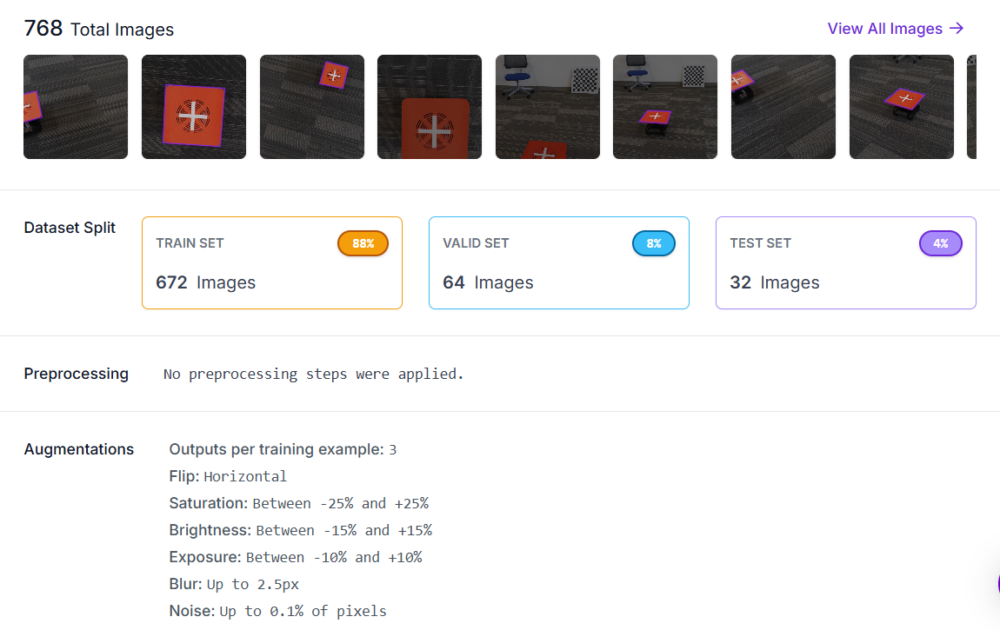 768 Total Images
View All Images →
Dataset Split
TRAIN SET 88%
672 Images
VALID SET 8%
64 Images
TEST SET 4%
32 Images
Preprocessing
No preprocessing steps were applied.
Augmentations
Outputs per training example: 3
Flip: Horizontal
Saturation: Between -25% and +25%
Brightness: Between -15% and +15%
Exposure: Between -10% and +10%
Blur: Up to 2.5px
Noise: Up to 0.1% of pixels